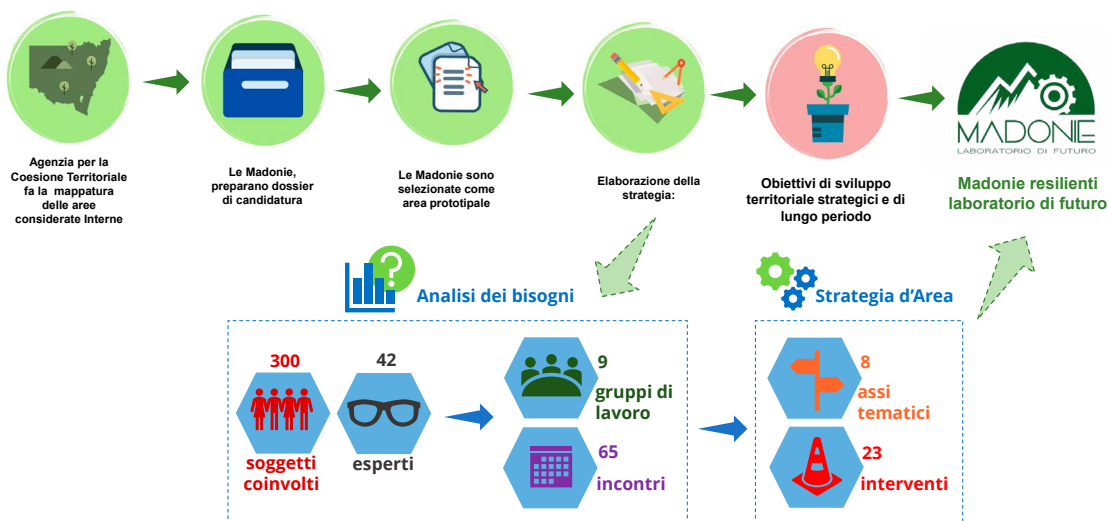 Agenzia per la
Coesione Territoriale
fa la mappatura
delle aree
considerate Interne
Le Madonie,
preparano dossier
di candidatura
Le Madonie sono
selezionate come
area prototipale
Elaborazione della
strategia:
Obiettivi di sviluppo
territoriale strategici e di
lungo periodo
MADONIE
LABORATORIO DI FUTURO
Madonie resilienti
laboratorio di futuro
?
Analisi dei bisogni
300
soggetti
coinvolti
42
esperti
9
gruppi di
lavoro
65
incontri
Strategia d'Area
8
assi
tematici
23
interventi